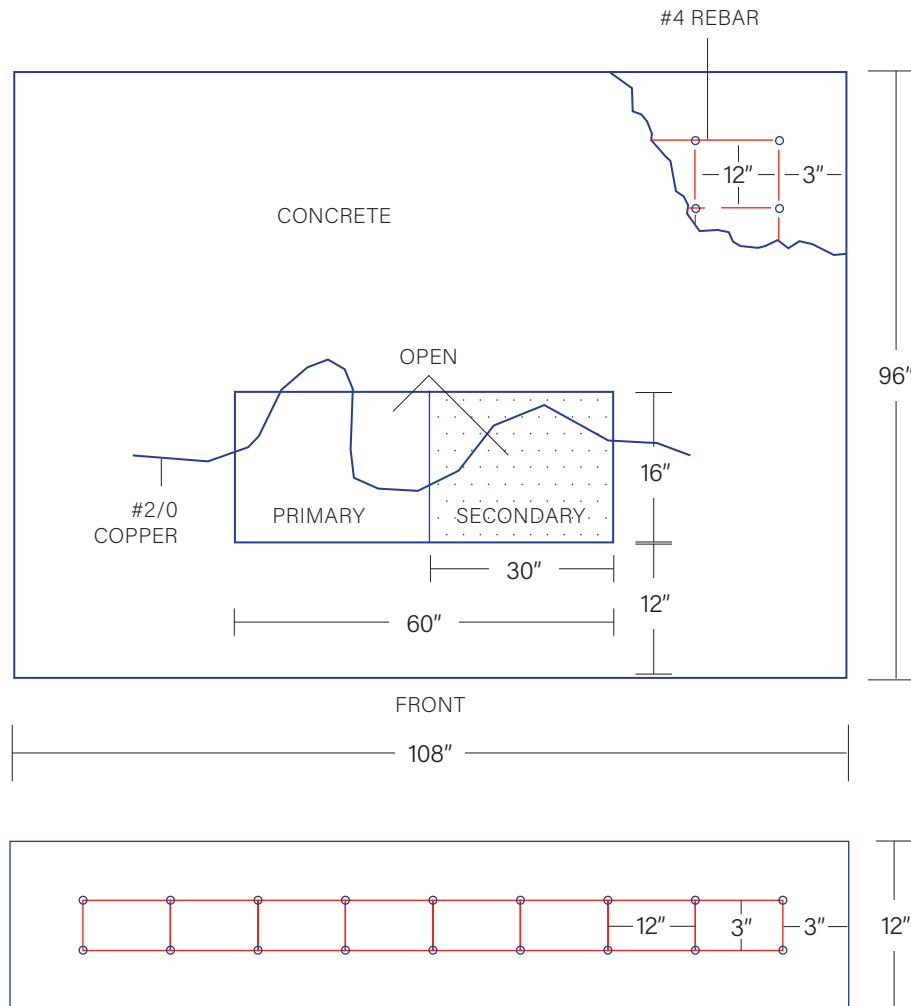 #4 REBAR
12" 3"
CONCRETE
OPEN
96"
16"
#2/0
COPPER
PRIMARY
SECONDARY
30"
12"
60"
FRONT
108"
12" 3" 3" 12"